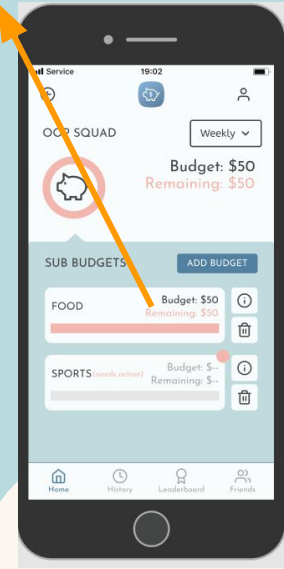 Service 19:02
OOP SQUAD
Weekly
Budget: $50
Remaining: $50
SUB BUDGETS
ADD BUDGET
FOOD
Budget: $50
Remaining: $50
SPORTS (needs action)
Budget: $--
Remaining: $--
Home History Leaderboard Friends